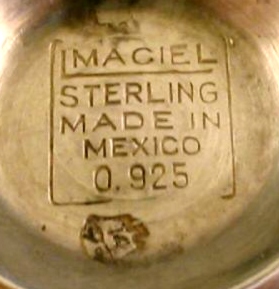 MACIEL
STERLING
MADE IN
MEXICO
0.925